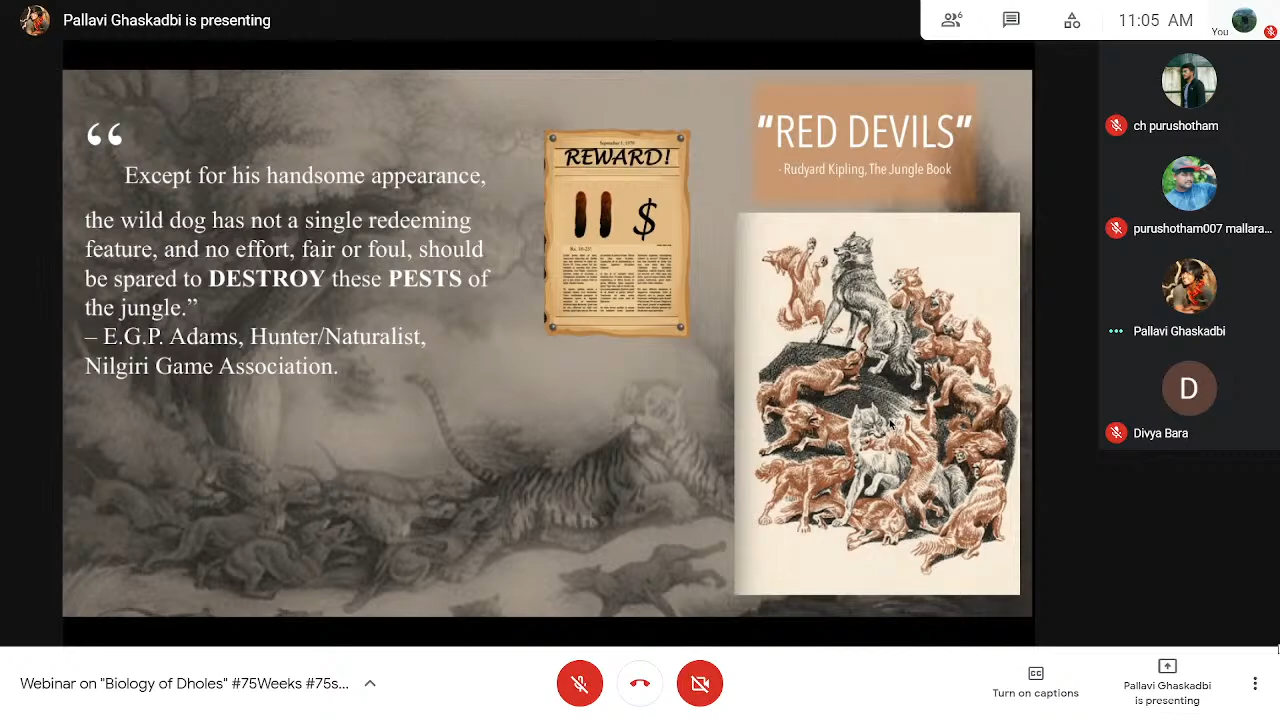 Pallavi Ghaskadbi is presenting
6
11:05 AM
You
“
Except for his handsome appearance,
the wild dog has not a single redeeming
feature, and no effort, fair or foul, should
be spared to DESTROY these PESTS of
the jungle.”
– E.G.P. Adams, Hunter/Naturalist,
Nilgiri Game Association.
REWARD!
$
"RED DEVILS"
- Rudyard Kipling, The Jungle Book
ch purushotham
purushotham007 mallara...
Pallavi Ghaskadbi
D
Divya Bara
Webinar on "Biology of Dholes" #75Weeks #75s...
CC
Turn on captions
Pallavi Ghaskadbi
is presenting